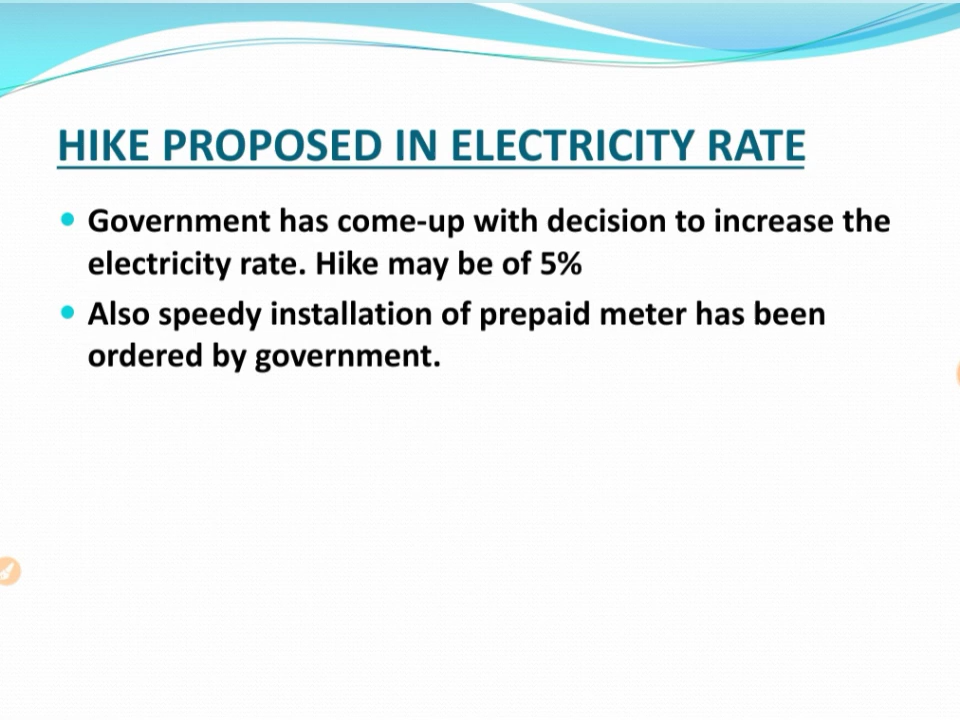 HIKE PROPOSED IN ELECTRICITY RATE
Government has come-up with decision to increase the
electricity rate. Hike may be of 5%
Also speedy installation of prepaid meter has been
ordered by government.